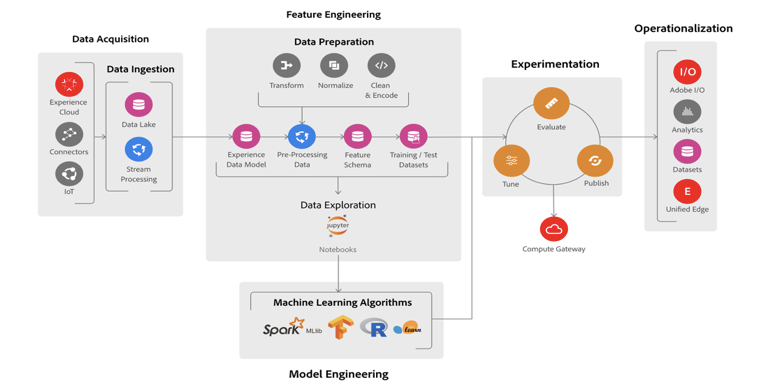 Feature Engineering
Operationalization
Data Acquisition
Data Preparation
Experimentation
Data Ingestion
Experience
Cloud
Connectors
IoT
Data Lake
Stream
Processing
Transform
Normalize
Clean
& Encode
Experience
Data Model
Pre-Processing
Data
Feature
Schema
Training / Test
Datasets
Data Exploration
jupyter
Notebooks
Machine Learning Algorithms
Spark
MLlib
R
learn
Model Engineering
Evaluate
Tune
Publish
Compute Gateway
I/O
Adobe I/O
Analytics
Datasets
E
Unified Edge